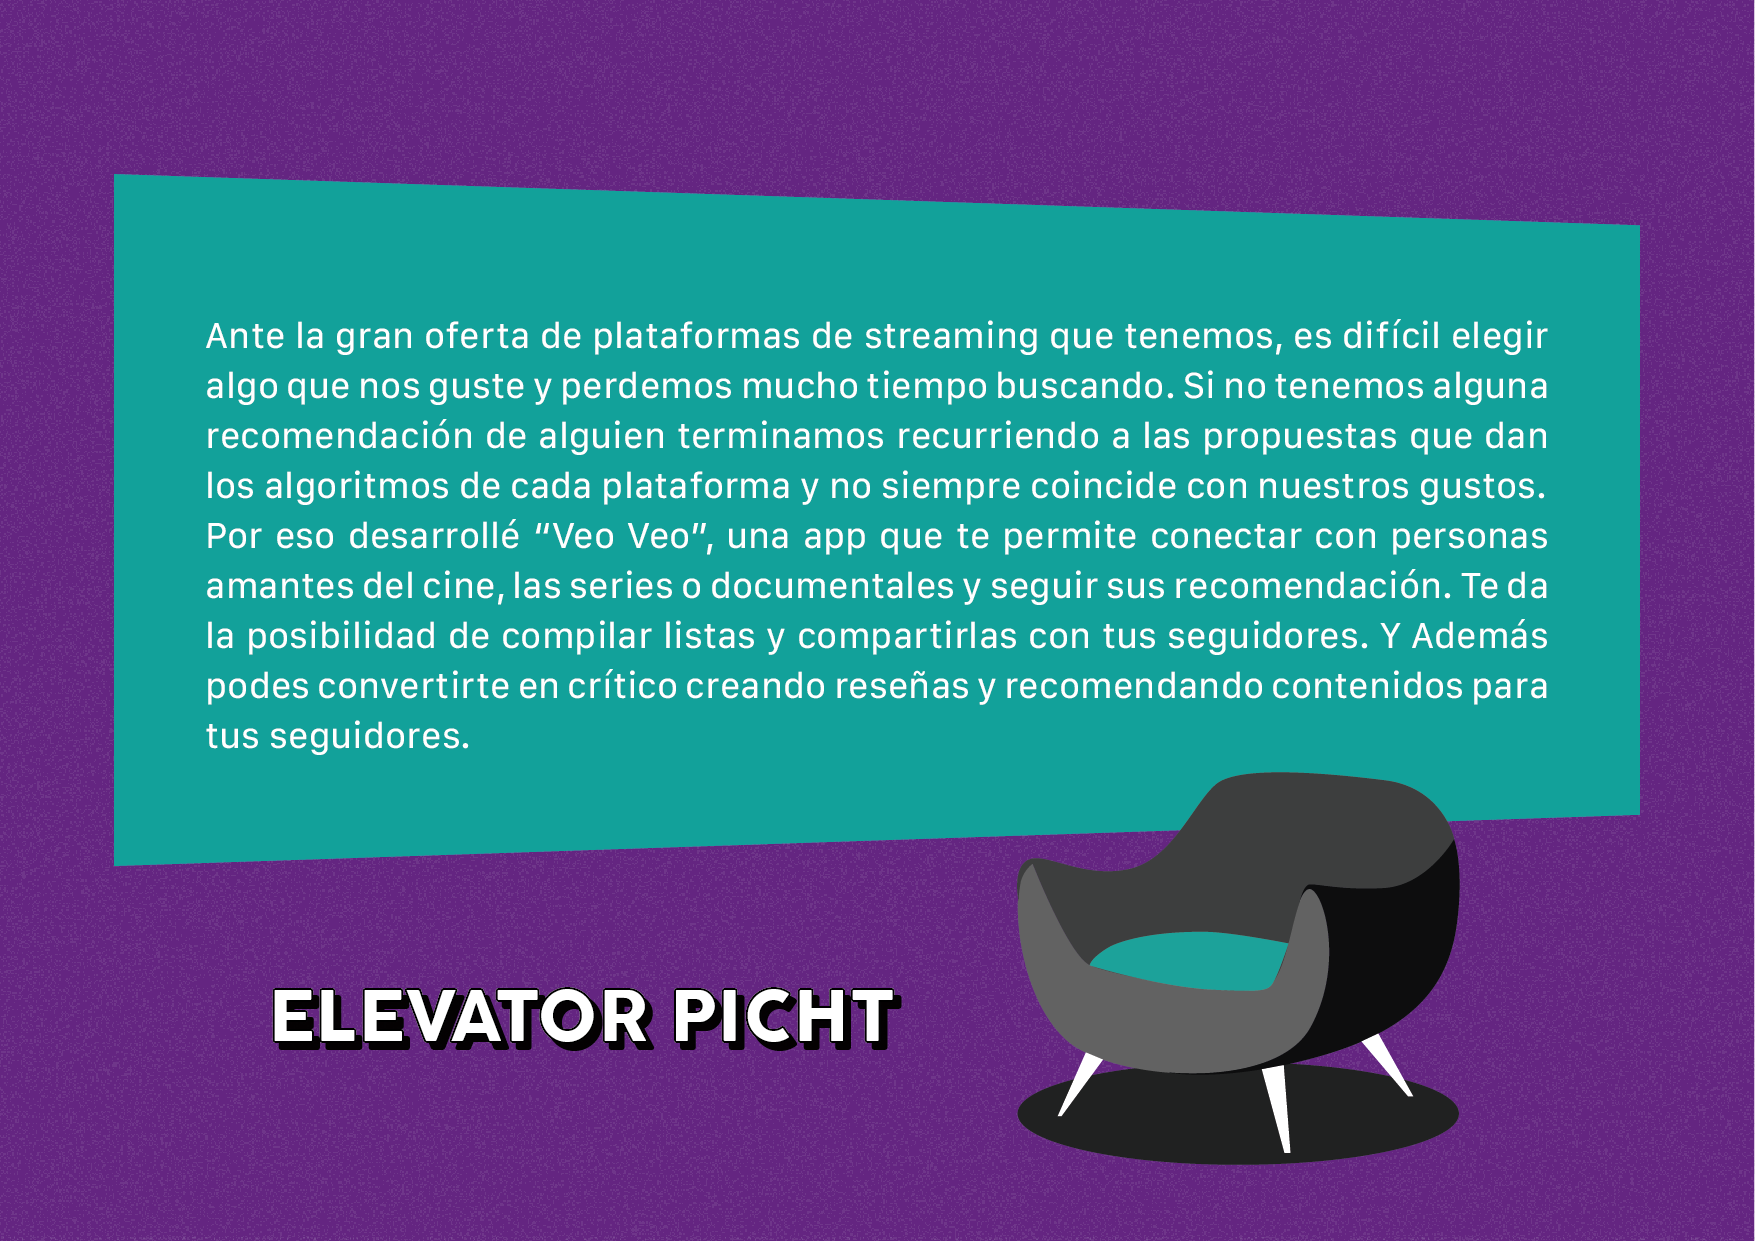 Ante la gran oferta de plataformas de streaming que tenemos, es difícil elegir
algo que nos guste y perdemos mucho tiempo buscando. Si no tenemos alguna
recomendación de alguien terminamos recurriendo a las propuestas que dan
los algoritmos de cada plataforma y no siempre coincide con nuestros gustos.
Por eso desarrollé “Veo Veo”, una app que te permite conectar con personas
amantes del cine, las series o documentales y seguir sus recomendación. Te da
la posibilidad de compilar listas y compartirlas con tus seguidores. Y Además
podes convertirte en crítico creando reseñas y recomendando contenidos para
tus seguidores.
ELEVATOR PICHT